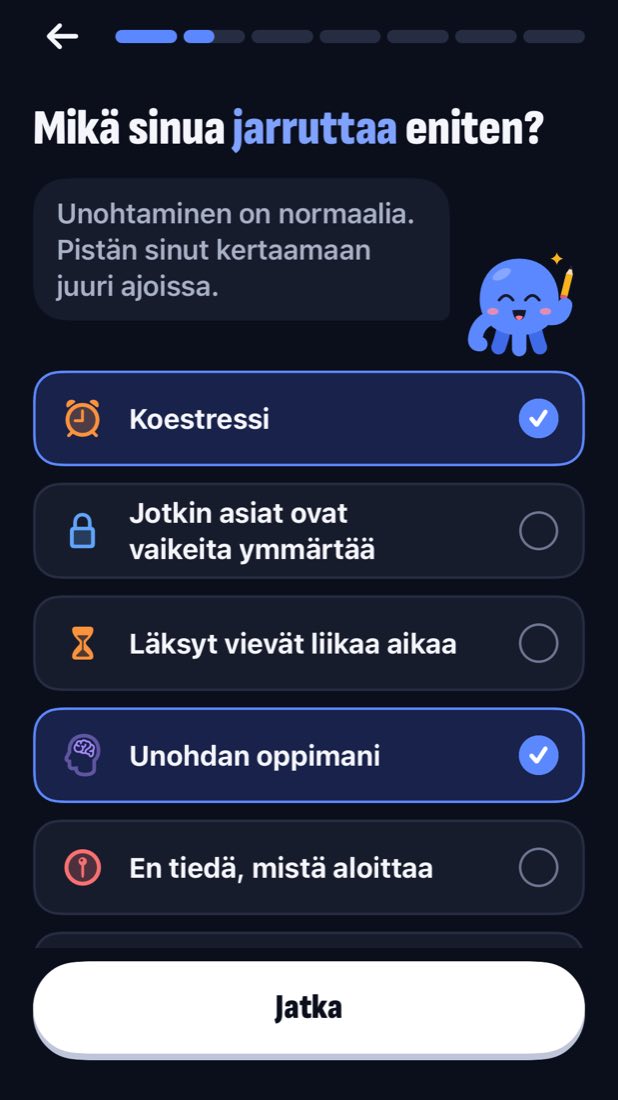 Mikä sinua jarruttaa eniten?
Unohtaminen on normaalia.
Pistän sinut kertaamaan
juuri ajoissa.
Koestressi
Jotkin asiat ovat
vaikeita ymmärtää
Läksyt vievät liikaa aikaa
Unohdan oppimani
En tiedä, mistä aloittaa
Jatka